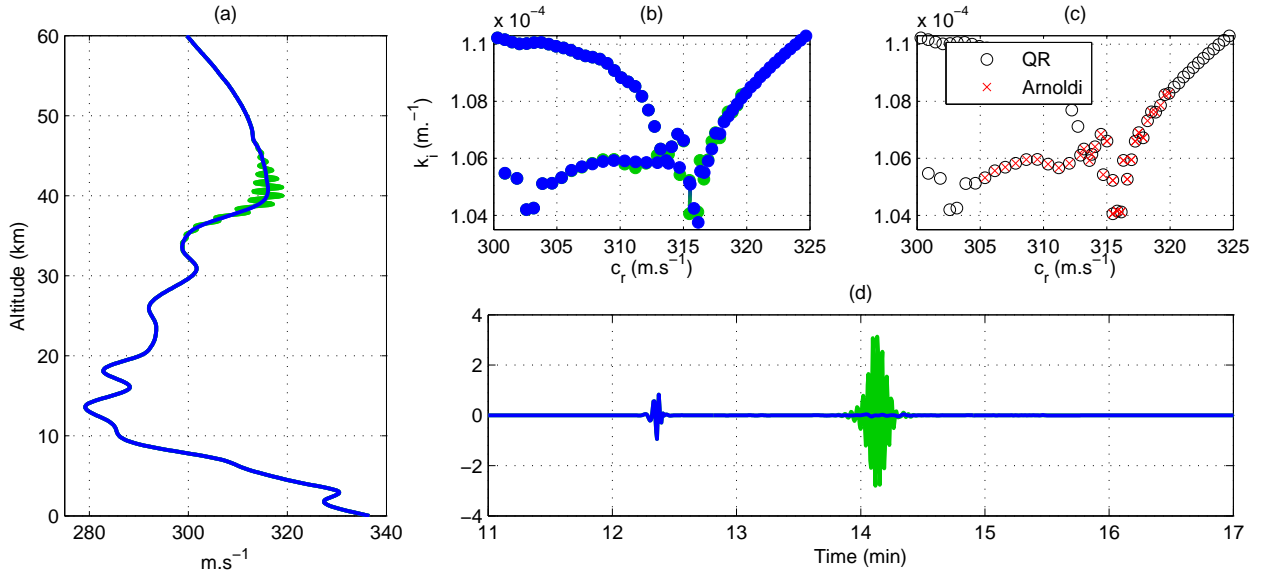 (a)
60
50
40
30
20
10
0
Altitude (km)
280 300 320 340
m.s⁻¹
(b)
x 10⁻⁴
1.1
1.08
1.06
1.04
k_i (m.⁻¹)
300 305 310 315 320 325
c_r (m.s⁻¹)
(c)
x 10⁻⁴
1.1
1.08
1.06
1.04
QR
Arnoldi
300 305 310 315 320 325
c_r (m.s⁻¹)
(d)
4
2
0
−2
−4
11 12 13 14 15 16 17
Time (min)